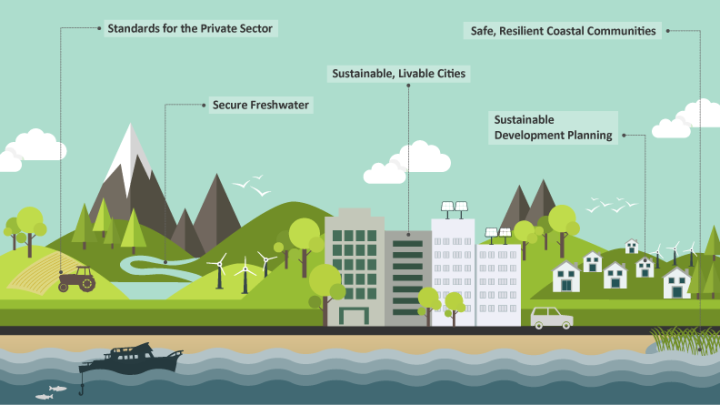 Standards for the Private Sector
Safe, Resilient Coastal Communities
Sustainable, Livable Cities
Secure Freshwater
Sustainable
Development Planning